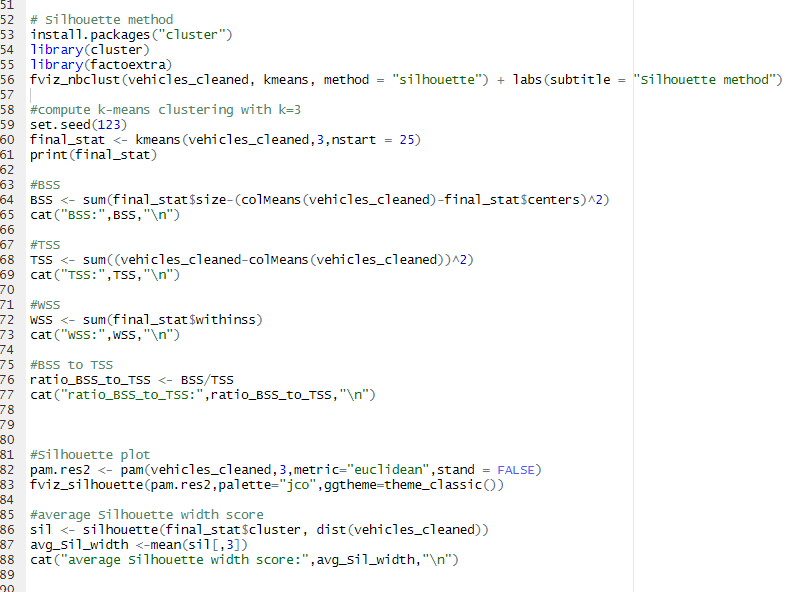 51
52 # Silhouette method
53 install.packages("cluster")
54 library(cluster)
55 library(factoextra)
56 fviz_nbclust(vehicles_cleaned, kmeans, method = "silhouette") + labs(subtitle = "Silhouette method")
57
58 #compute k-means clustering with k=3
59 set.seed(123)
60 final_stat <- kmeans(vehicles_cleaned,3,nstart = 25)
61 print(final_stat)
62
63 #BSS
64 BSS <- sum(final_stat$size-(colMeans(vehicles_cleaned)-final_stat$centers)^2)
65 cat("BSS:",BSS,"\n")
66
67 #TSS
68 TSS <- sum((vehicles_cleaned-colMeans(vehicles_cleaned))^2)
69 cat("TSS:",TSS,"\n")
70
71 #WSS
72 WSS <- sum(final_stat$withinss)
73 cat("WSS:",WSS,"\n")
74
75 #BSS to TSS
76 ratio_BSS_to_TSS <- BSS/TSS
77 cat("ratio_BSS_to_TSS:",ratio_BSS_to_TSS,"\n")
78
79
80
81 #Silhouette plot
82 pam.res2 <- pam(vehicles_cleaned,3,metric="euclidean",stand = FALSE)
83 fviz_silhouette(pam.res2,palette="jco",ggtheme=theme_classic())
84
85 #average Silhouette width score
86 sil <- silhouette(final_stat$cluster, dist(vehicles_cleaned))
87 avg_Sil_width <-mean(sil[,3])
88 cat("average Silhouette width score:",avg_Sil_width,"\n")
89
90